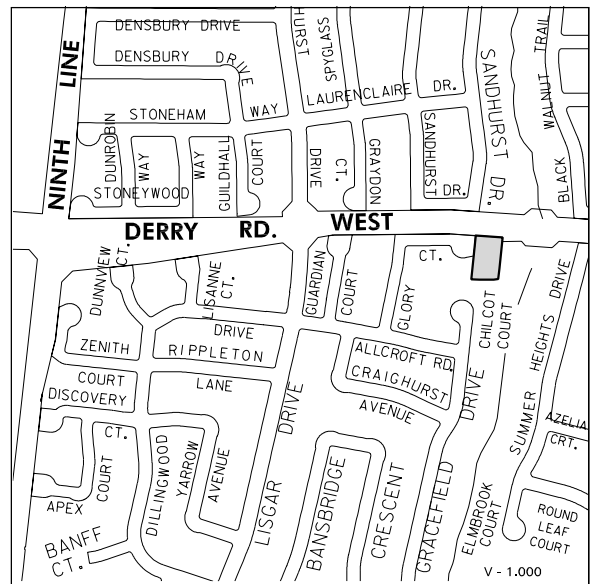 DENSBURY DRIVE
DENSBURY DRIVE
HURST
SPYGLASS
SANDHURST DR.
WALNUT TRAIL
NINTH LINE
STONEHAM WAY
LAURENCLAIRE DR.
DUNROBIN
WAY
WAY
GUILDHALL
COURT
DRIVE
CT.
GRAYDON
SANDHURST
DR.
BLACK
STONEYWOOD
DERRY RD. WEST
DUNNVIEW CT.
LISANNE CT.
GUARDIAN
COURT
GLORY
CT.
CHILCOT COURT
SUMMER HEIGHTS DRIVE
DRIVE
ZENITH
RIPPLETON
ALLCROFT RD.
CRAIGHURST
COURT
LANE
DISCOVERY
LISGAR DRIVE
AVENUE
GRACEFIELD DRIVE
AZELIA
CRT.
CT.
COURT
DILLINGWOOD
YARROW
AVENUE
BANSBRIDGE
CRESCENT
ELMBROOK COURT
APEX
ROUND
LEAF
COURT
BANFF
CT.
V - 1.000